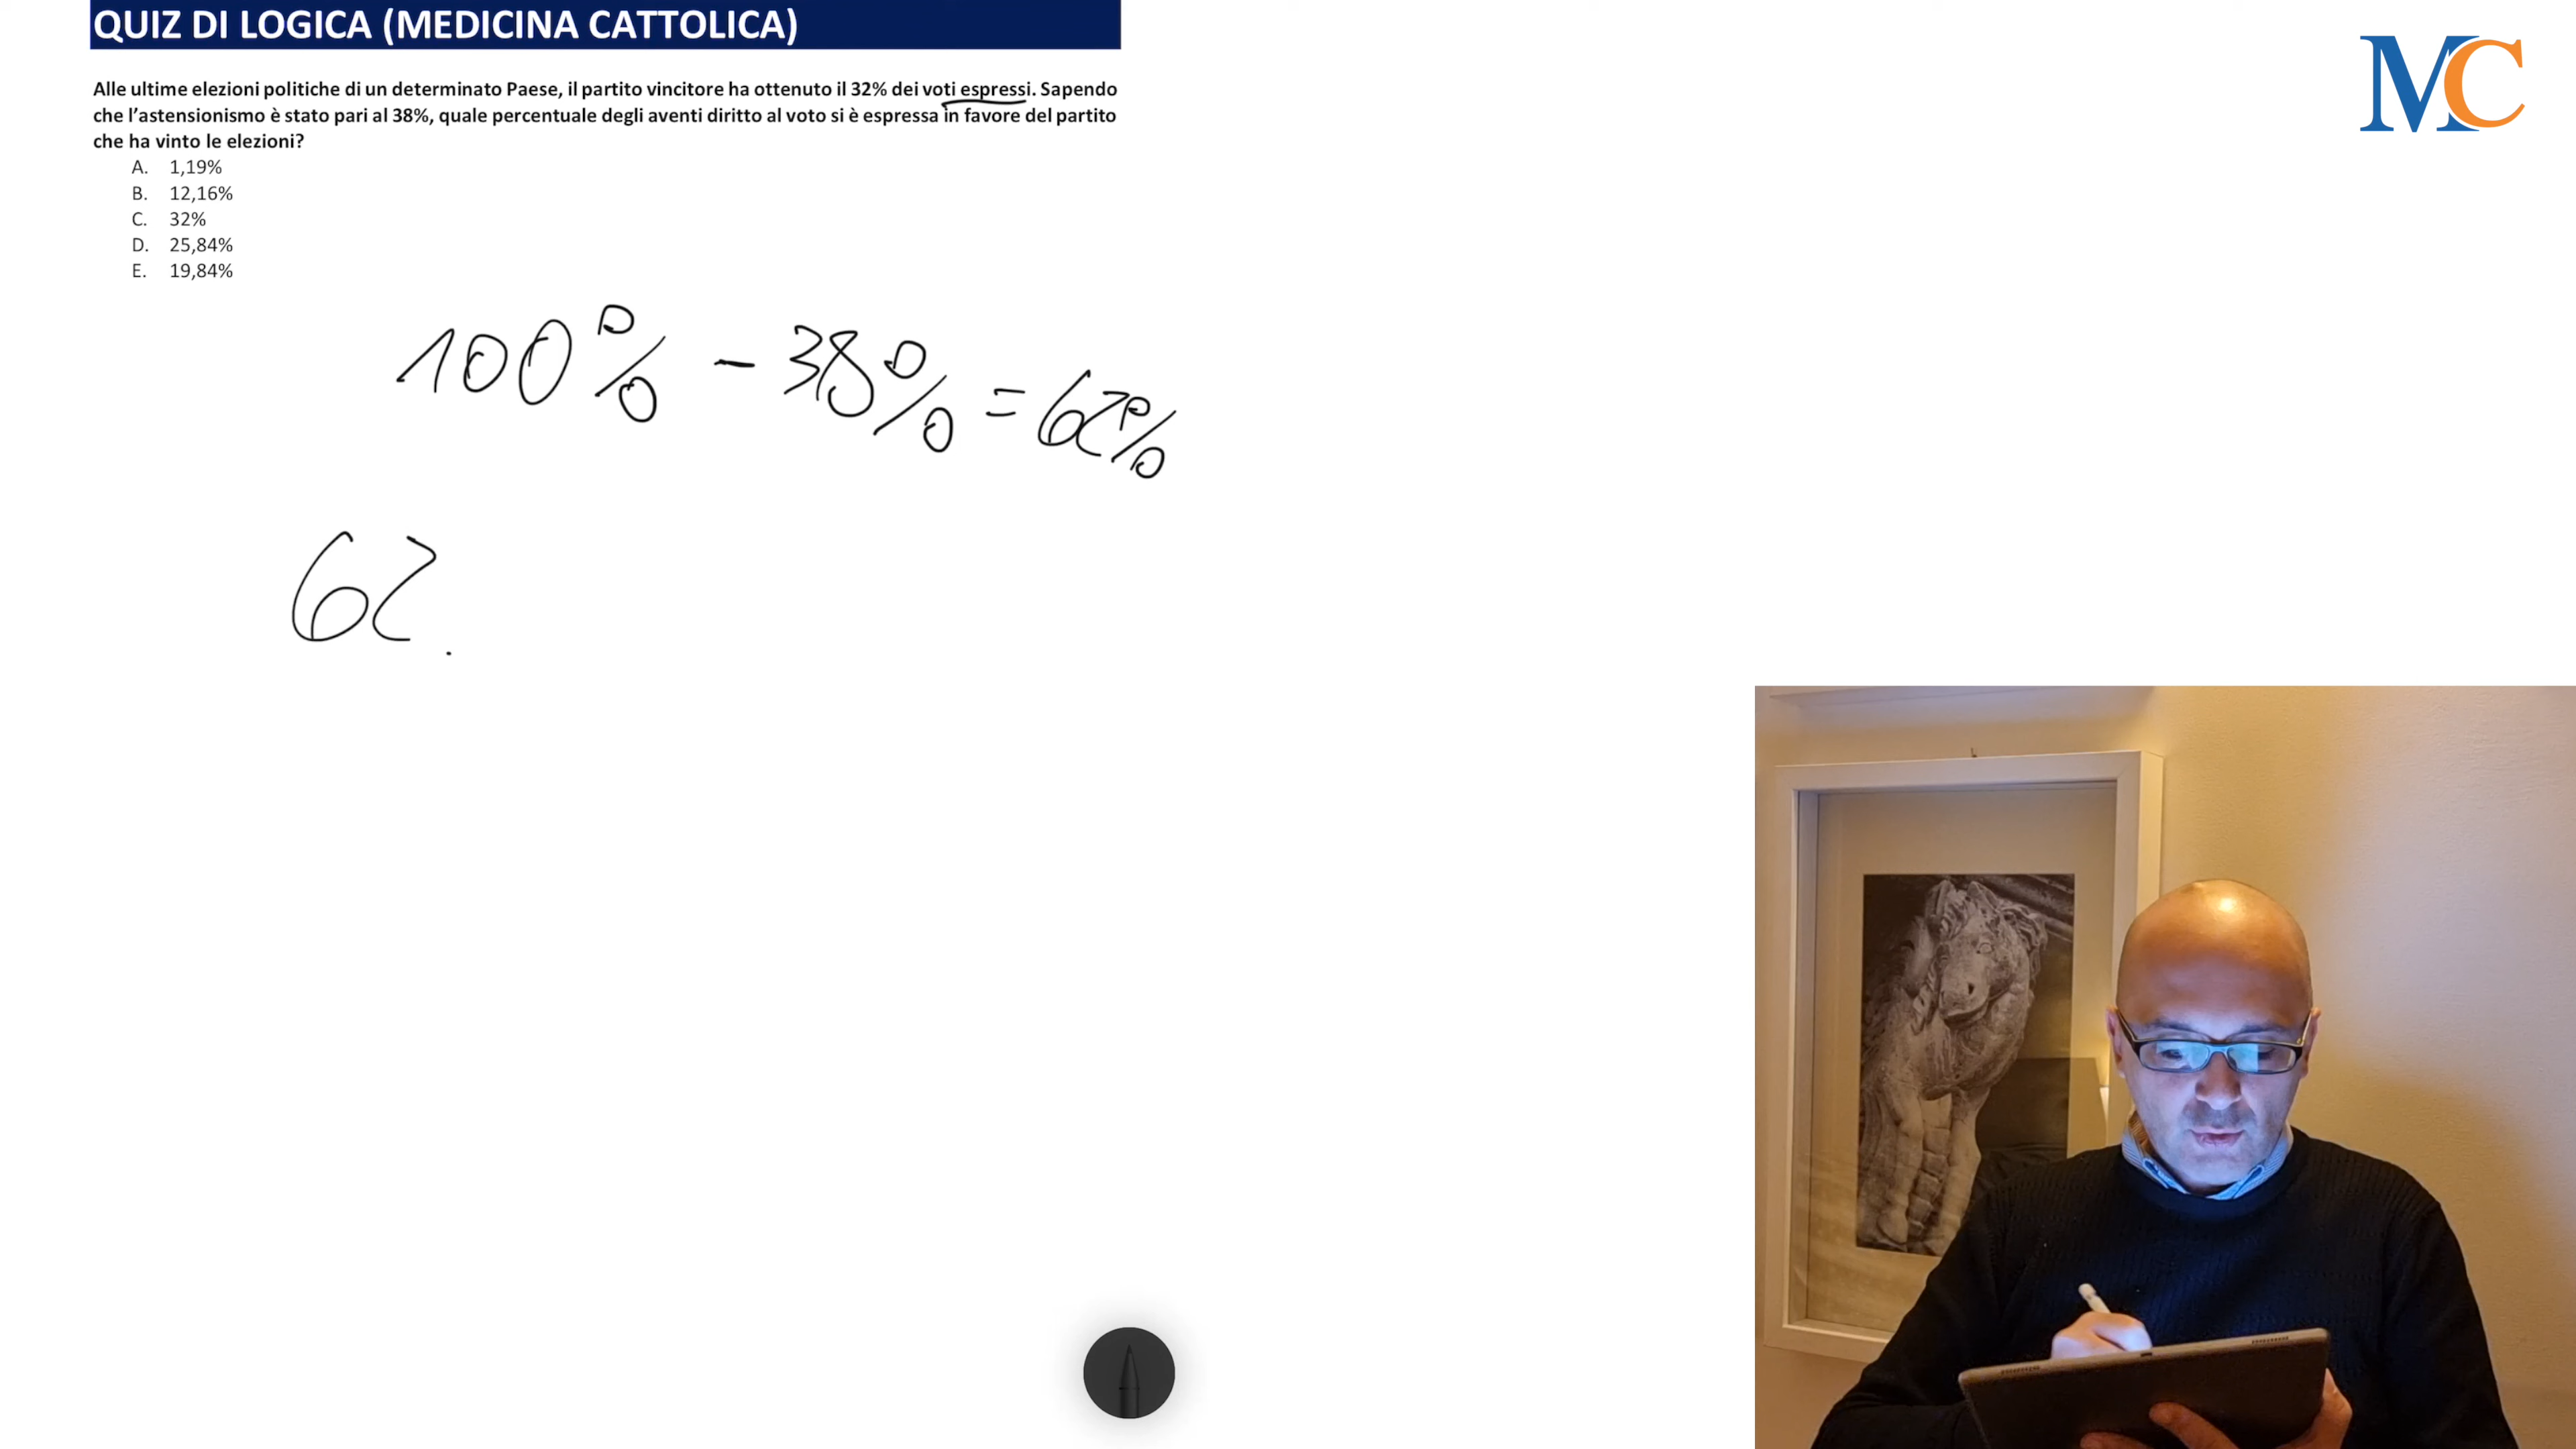 QUIZ DI LOGICA (MEDICINA CATTOLICA)
MC
Alle ultime elezioni politiche di un determinato Paese, il partito vincitore ha ottenuto il 32% dei voti espressi. Sapendo
che l’astensionismo è stato pari al 38%, quale percentuale degli aventi diritto al voto si è espressa in favore del partito
che ha vinto le elezioni?
A. 1,19%
B. 12,16%
C. 32%
D. 25,84%
E. 19,84%
100% - 38% = 62%
62.